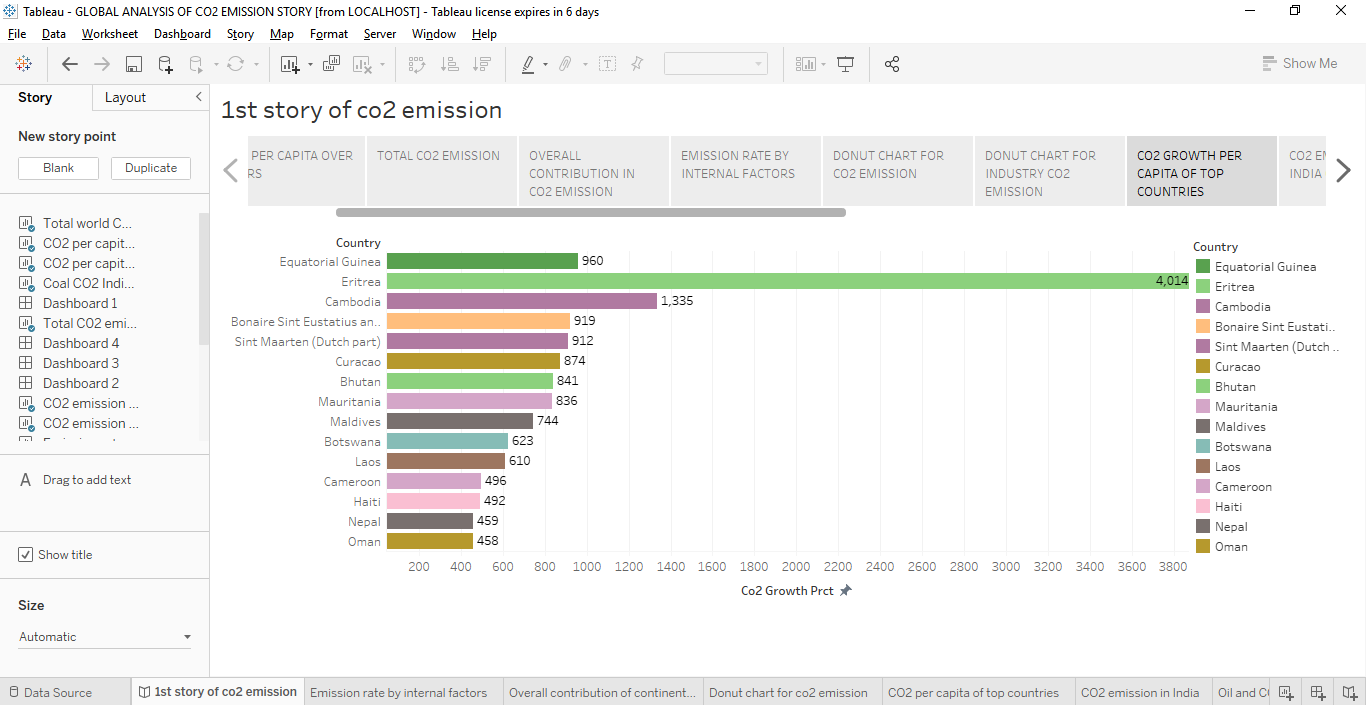 Tableau - GLOBAL ANALYSIS OF CO2 EMISSION STORY [from LOCALHOST] - Tableau license expires in 6 days
File Data Worksheet Dashboard Story Map Format Server Window Help
Show Me
Story Layout
New story point
Blank Duplicate
Total world C...
CO2 per capit...
CO2 per capit...
Coal CO2 Indi...
Dashboard 1
Total CO2 emi...
Dashboard 4
Dashboard 3
Dashboard 2
CO2 emission ...
CO2 emission ...
A Drag to add text
Show title
Size
Automatic
1st story of co2 emission
PER CAPITA OVER
RS
TOTAL CO2 EMISSION
OVERALL
CONTRIBUTION IN
CO2 EMISSION
EMISSION RATE BY
INTERNAL FACTORS
DONUT CHART FOR
CO2 EMISSION
DONUT CHART FOR
INDUSTRY CO2
EMISSION
CO2 GROWTH PER
CAPITA OF TOP
COUNTRIES
CO2 EM
INDIA
Country
Equatorial Guinea 960
Eritrea 4,014
Cambodia 1,335
Bonaire Sint Eustatius an.. 919
Sint Maarten (Dutch part) 912
Curacao 874
Bhutan 841
Mauritania 836
Maldives 744
Botswana 623
Laos 610
Cameroon 496
Haiti 492
Nepal 459
Oman 458
200 400 600 800 1000 1200 1400 1600 1800 2000 2200 2400 2600 2800 3000 3200 3400 3600 3800
Co2 Growth Prct
Country
Equatorial Guinea
Eritrea
Cambodia
Bonaire Sint Eustati..
Sint Maarten (Dutch ..
Curacao
Bhutan
Mauritania
Maldives
Botswana
Laos
Cameroon
Haiti
Nepal
Oman
Data Source 1st story of co2 emission Emission rate by internal factors Overall contribution of continent... Donut chart for co2 emission CO2 per capita of top countries CO2 emission in India Oil and CO